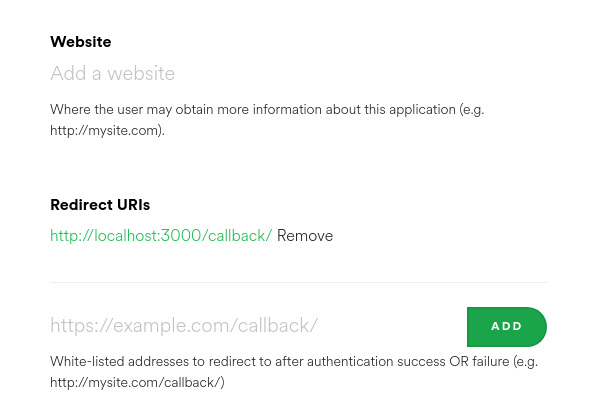 Website
Add a website
Where the user may obtain more information about this application (e.g.
http://mysite.com).
Redirect URIs
http://localhost:3000/callback/ Remove
https://example.com/callback/
ADD
White-listed addresses to redirect to after authentication success OR failure (e.g.
http://mysite.com/callback/)